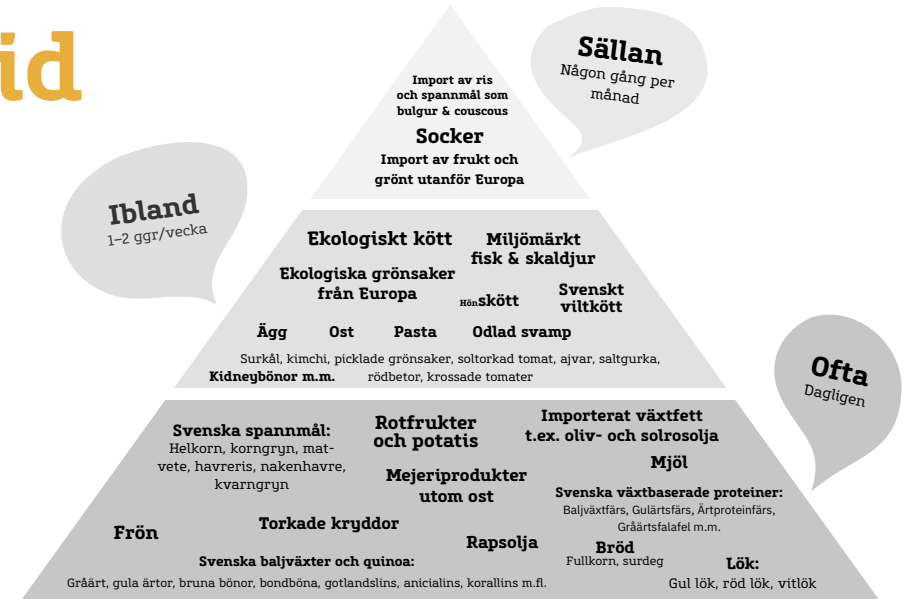 id
Sällan
Någon gång per
månad
Import av ris
och spannmål som
bulgur & couscous
Socker
Import av frukt och
grönt utanför Europa
Ibland
1–2 ggr/vecka
Ekologiskt kött
Miljömärkt
fisk & skaldjur
Ekologiska grönsaker
från Europa
Hönskött
Svenskt
viltkött
Ägg
Ost
Pasta
Odlad svamp
Surkål, kimchi, picklade grönsaker, soltorkad tomat, ajvar, saltgurka,
rödbetor, krossade tomater
Kidneybönor m.m.
Ofta
Dagligen
Svenska spannmål:
Helkorn, korngryn, mat-
vete, havreris, nakenhavre,
kvarngryn
Rotfrukter
och potatis
Importerat växtfett
t.ex. oliv- och solrosolja
Mjöl
Mejeriprodukter
utom ost
Svenska växtbaserade proteiner:
Baljväxtfärs, Gulärtsfärs, Ärtproteinfärs,
Gråärtsfalafel m.m.
Frön
Torkade kryddor
Rapsolja
Bröd
Fullkorn, surdeg
Svenska baljväxter och quinoa:
Gråärt, gula ärtor, bruna bönor, bondböna, gotlandslins, anicialins, korallins m.fl.
Lök:
Gul lök, röd lök, vitlök